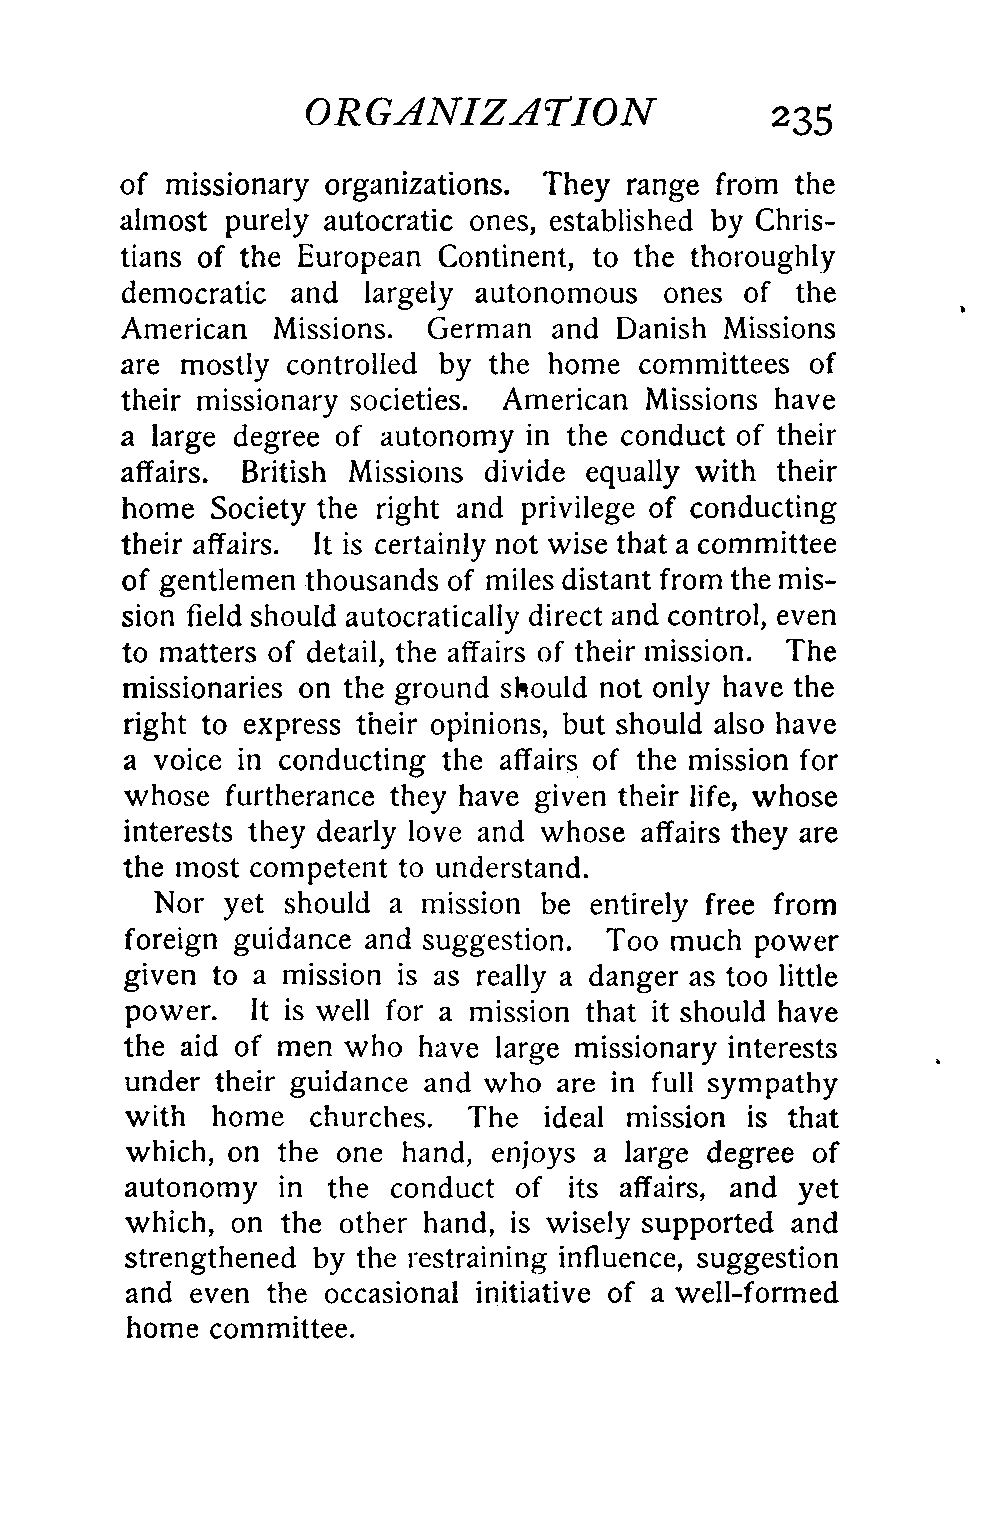 ORGANIZATION 235
of missionary organizations. They range from the
almost purely autocratic ones, established by Chris-
tians of the European Continent, to the thoroughly
democratic and largely autonomous ones of the
American Missions. German and Danish Missions
are mostly controlled by the home committees of
their missionary societies. American Missions have
a large degree of autonomy in the conduct of their
affairs. British Missions divide equally with their
home Society the right and privilege of conducting
their affairs. It is certainly not wise that a committee
of gentlemen thousands of miles distant from the mis-
sion field should autocratically direct and control, even
to matters of detail, the affairs of their mission. The
missionaries on the ground should not only have the
right to express their opinions, but should also have
a voice in conducting the affairs of the mission for
whose furtherance they have given their life, whose
interests they dearly love and whose affairs they are
the most competent to understand.
Nor yet should a mission be entirely free from
foreign guidance and suggestion. Too much power
given to a mission is as really a danger as too little
power. It is well for a mission that it should have
the aid of men who have large missionary interests
under their guidance and who are in full sympathy
with home churches. The ideal mission is that
which, on the one hand, enjoys a large degree of
autonomy in the conduct of its affairs, and yet
which, on the other hand, is wisely supported and
strengthened by the restraining influence, suggestion
and even the occasional initiative of a well-formed
home committee.